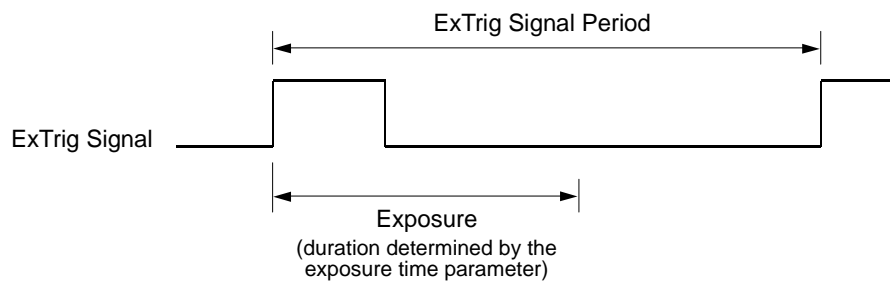 ExTrig Signal Period
ExTrig Signal
Exposure
(duration determined by the
exposure time parameter)